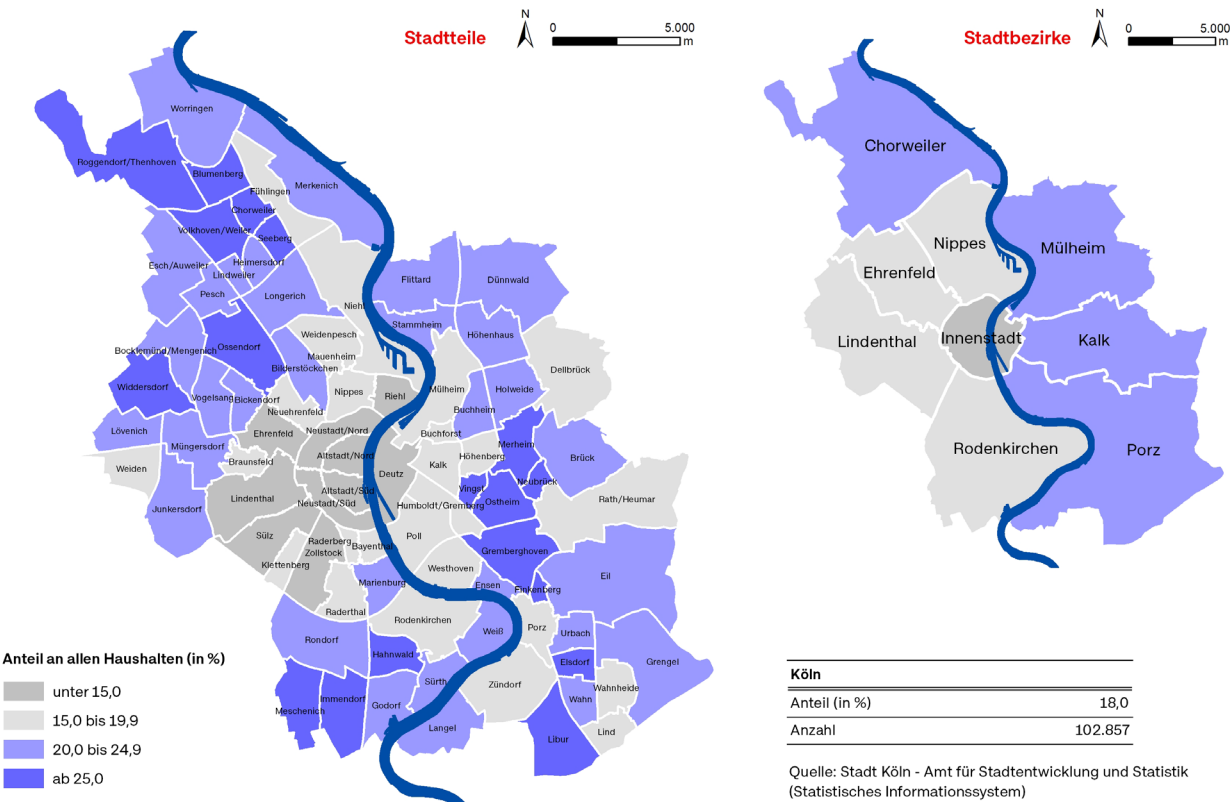 Stadtteile
N
0
5.000
m
Stadtbezirke
N
0
5.000
m
Worringen
Roggendorf/Thenhoven
Blumenberg
Fühlingen
Merkenich
Chorweiler
Volkhoven/Weiler
Seeberg
Esch/Auweiler
Heimersdorf
Lindweiler
Pesch
Longerich
Niehl
Flittard
Dünnwald
Stammheim
Höhenhaus
Weidenpesch
Mauenheim
Bocklemünd/Mengenich
Ossendorf
Bilderstöckchen
Dellbrück
Widdersdorf
Vogelsang
Bickendorf
Nippes
Riehl
Mülheim
Holweide
Neuehrenfeld
Buchheim
Lövenich
Ehrenfeld
Neustadt/Nord
Buchforst
Müngersdorf
Merheim
Brück
Altstadt/Nord
Höhenberg
Weiden
Braunsfeld
Kalk
Deutz
Neubrück
Vingst
Lindenthal
Altstadt/Süd
Neustadt/Süd
Ostheim
Rath/Heumar
Humboldt/Gremberg
Junkersdorf
Sülz
Raderberg
Zollstock
Bayenthal
Poll
Gremberghoven
Klettenberg
Westhoven
Marienburg
Ensen
Finkenberg
Eil
Raderthal
Rodenkirchen
Weiß
Porz
Urbach
Rondorf
Hahnwald
Elsdorf
Grengel
Sürth
Zündorf
Wahnheide
Wahn
Immendorf
Meschenich
Godorf
Langel
Libur
Lind
Chorweiler
Nippes
Mülheim
Ehrenfeld
Lindenthal
Innenstadt
Kalk
Rodenkirchen
Porz
Anteil an allen Haushalten (in %)
unter 15,0
15,0 bis 19,9
20,0 bis 24,9
ab 25,0
Köln
Anteil (in %) 18,0
Anzahl 102.857
Quelle: Stadt Köln - Amt für Stadtentwicklung und Statistik
(Statistisches Informationssystem)